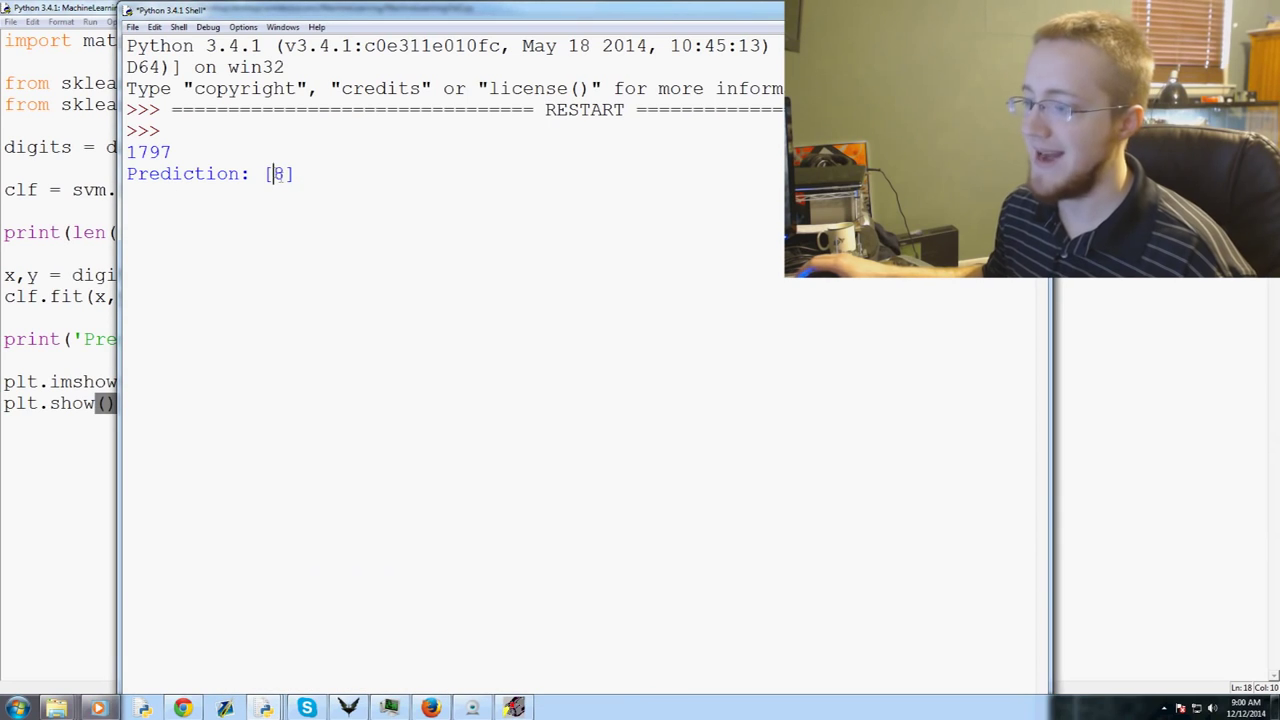 Python 3.4.1: MachineLearning
*Python 3.4.1 Shell*
File Edit Format Run
File Edit Shell Debug Options Windows Help
import mat
from sklea
from sklea
digits = d
clf = svm.
print(len(
x,y = digi
clf.fit(x,
print('Pre
plt.imshow
plt.show()
Python 3.4.1 (v3.4.1:c0e311e010fc, May 18 2014, 10:45:13)
D64)] on win32
Type "copyright", "credits" or "license()" for more inform
>>> ================================ RESTART ==============
>>>
1797
Prediction: [8]
Ln: 18 Col: 10
9:00 AM
12/12/2014